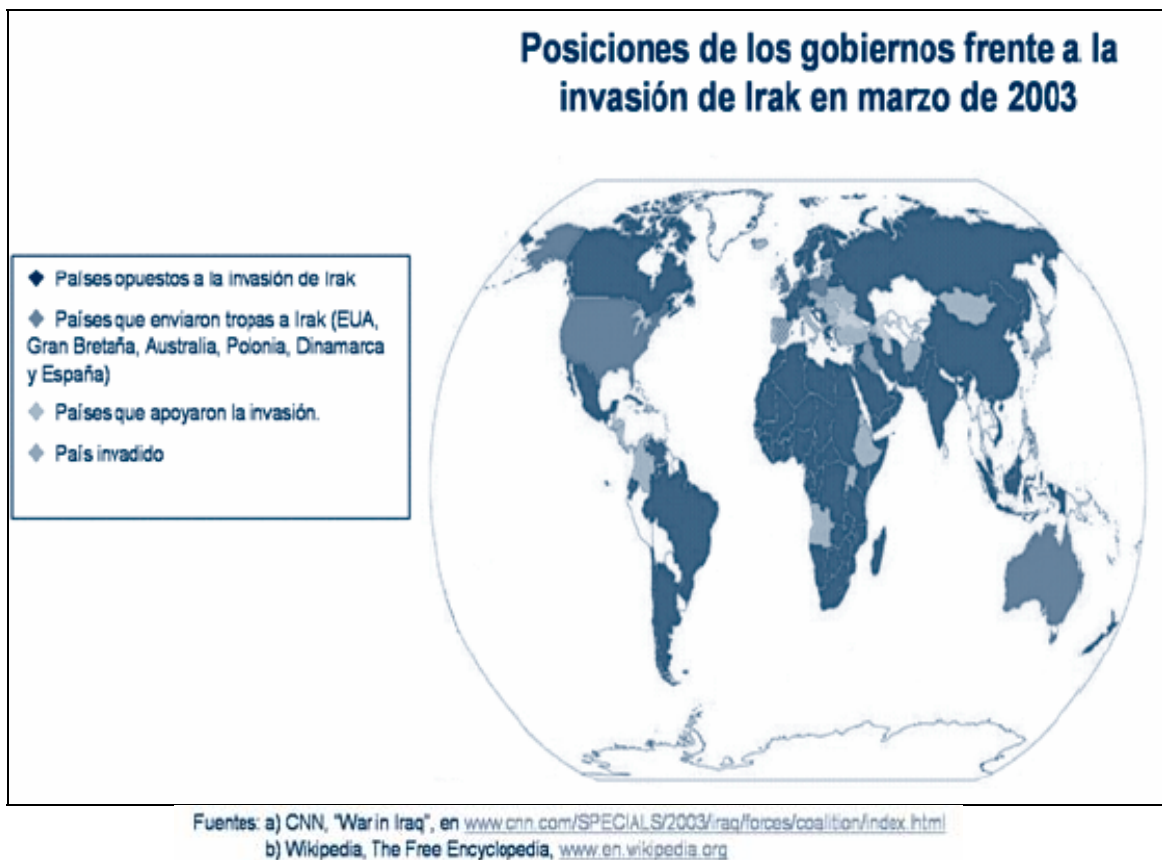 Posiciones de los gobiernos frente a la
invasión de Irak en marzo de 2003
Países opuestos a la invasión de Irak
Países que enviaron tropas a Irak (EUA,
Gran Bretaña, Australia, Polonia, Dinamarca
y España)
Países que apoyaron la invasión.
País invadido
Fuentes: a) CNN, "War in Iraq", en www.cnn.com/SPECIALS/2003/iraq/forces/coalition/index.html
b) Wikipedia, The Free Encyclopedia, www.en.wikipedia.org